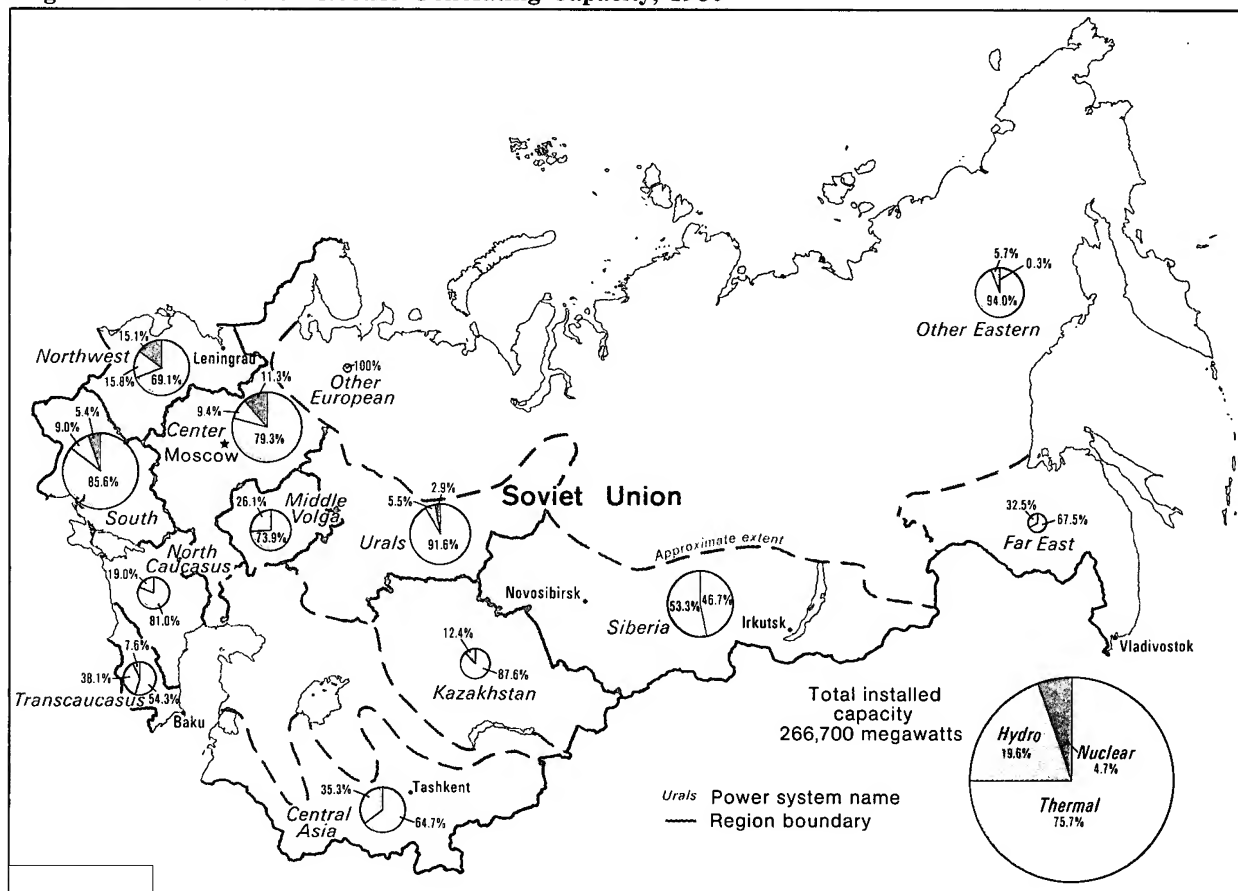 Generating Capacity,
5.7%
0.3%
94.0%
Other Eastern
15.1%
Northwest
Leningrad
15.8%
69.1%
100%
Other
European
11.3%
9.4%
Center
79.3%
Moscow
5.4%
9.0%
85.6%
South
26.1%
Middle
Volga
73.9%
2.9%
5.5%
Urals
91.6%
Soviet Union
Approximate extent
32.5%
67.5%
Far East
North
Caucasus
19.0%
81.0%
Novosibirsk
53.3%
46.7%
Siberia
Irkutsk
12.4%
87.6%
Kazakhstan
7.6%
38.1%
54.3%
Transcaucasus
Baku
Vladivostok
35.3%
Tashkent
64.7%
Central
Asia
Total installed
capacity
266,700 megawatts
Hydro
19.6%
Nuclear
4.7%
Thermal
75.7%
Urals Power system name
Region boundary